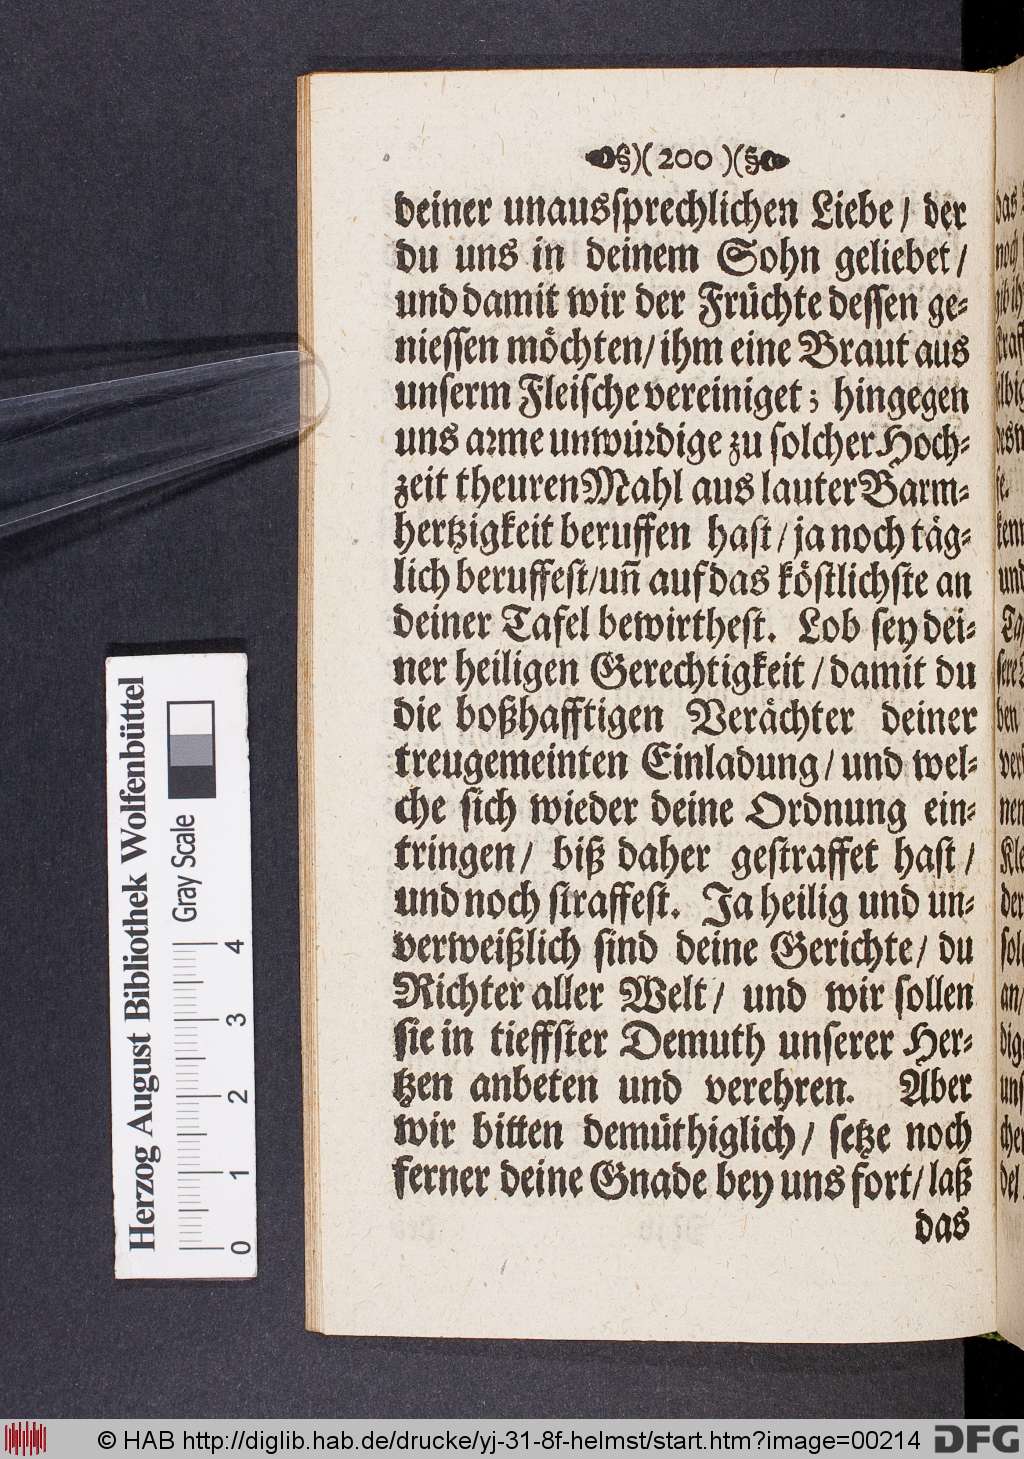 §)( 200 )(§
deiner unausſprechlichen Liebe/ der
du uns in deinem Sohn geliebet/
und damit wir der Früchte deſſen ge-
nieſſen möchten/ ihm eine Braut aus
unſerm Fleiſche vereiniget; hingegen
uns arme unwürdige zu ſolcher Hoch-
zeit theuren Mahl aus lauter Barm-
hertzigkeit beruffen haſt/ ja noch täg-
lich beruffeſt/ un̄ auf das köſtlichſte an
deiner Tafel bewirtheſt. Lob ſey dei-
ner heiligen Gerechtigkeit/ damit du
die boßhafftigen Verächter deiner
treugemeinten Einladung/ und wel-
che ſich wieder deine Ordnung ein-
tringen/ biß daher geſtraffet haſt/
und noch ſtraffeſt. Ja heilig und un-
verweißlich ſind deine Gerichte/ du
Richter aller Welt/ und wir ſollen
ſie in tieffſter Demuth unſerer Her-
tzen anbeten und verehren. Aber
wir bitten demüthiglich/ ſetze noch
ferner deine Gnade bey uns fort/ laß
das
Herzog August Bibliothek Wolfenbüttel
Gray Scale
0 1 2 3 4
© HAB http://diglib.hab.de/drucke/yj-31-8f-helmst/start.htm?image=00214
DFG